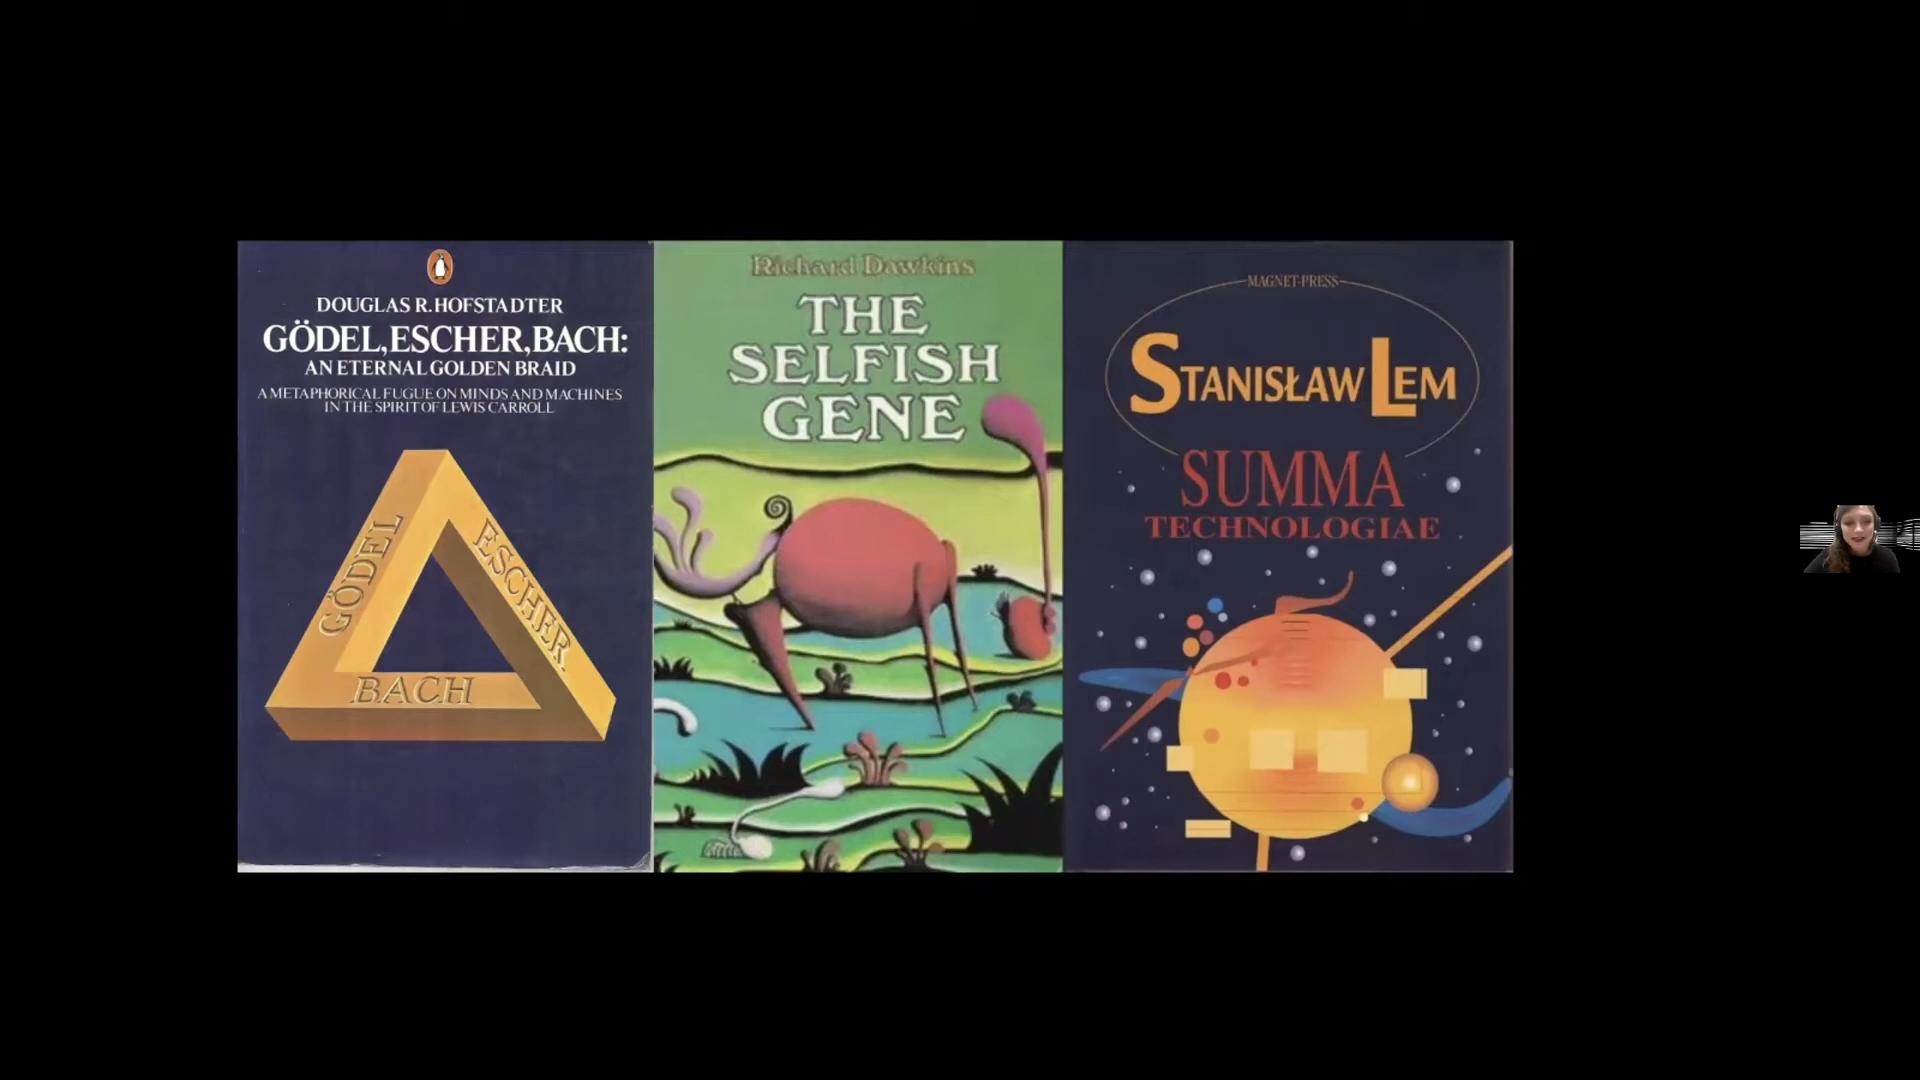 DOUGLAS R. HOFSTADTER
GÖDEL, ESCHER, BACH:
AN ETERNAL GOLDEN BRAID
A METAPHORICAL FUGUE ON MINDS AND MACHINES
IN THE SPIRIT OF LEWIS CARROLL
GÖDEL
ESCHER
BACH
Richard Dawkins
THE
SELFISH
GENE
MAGNET-PRESS
STANISŁAW LEM
SUMMA
TECHNOLOGIAE